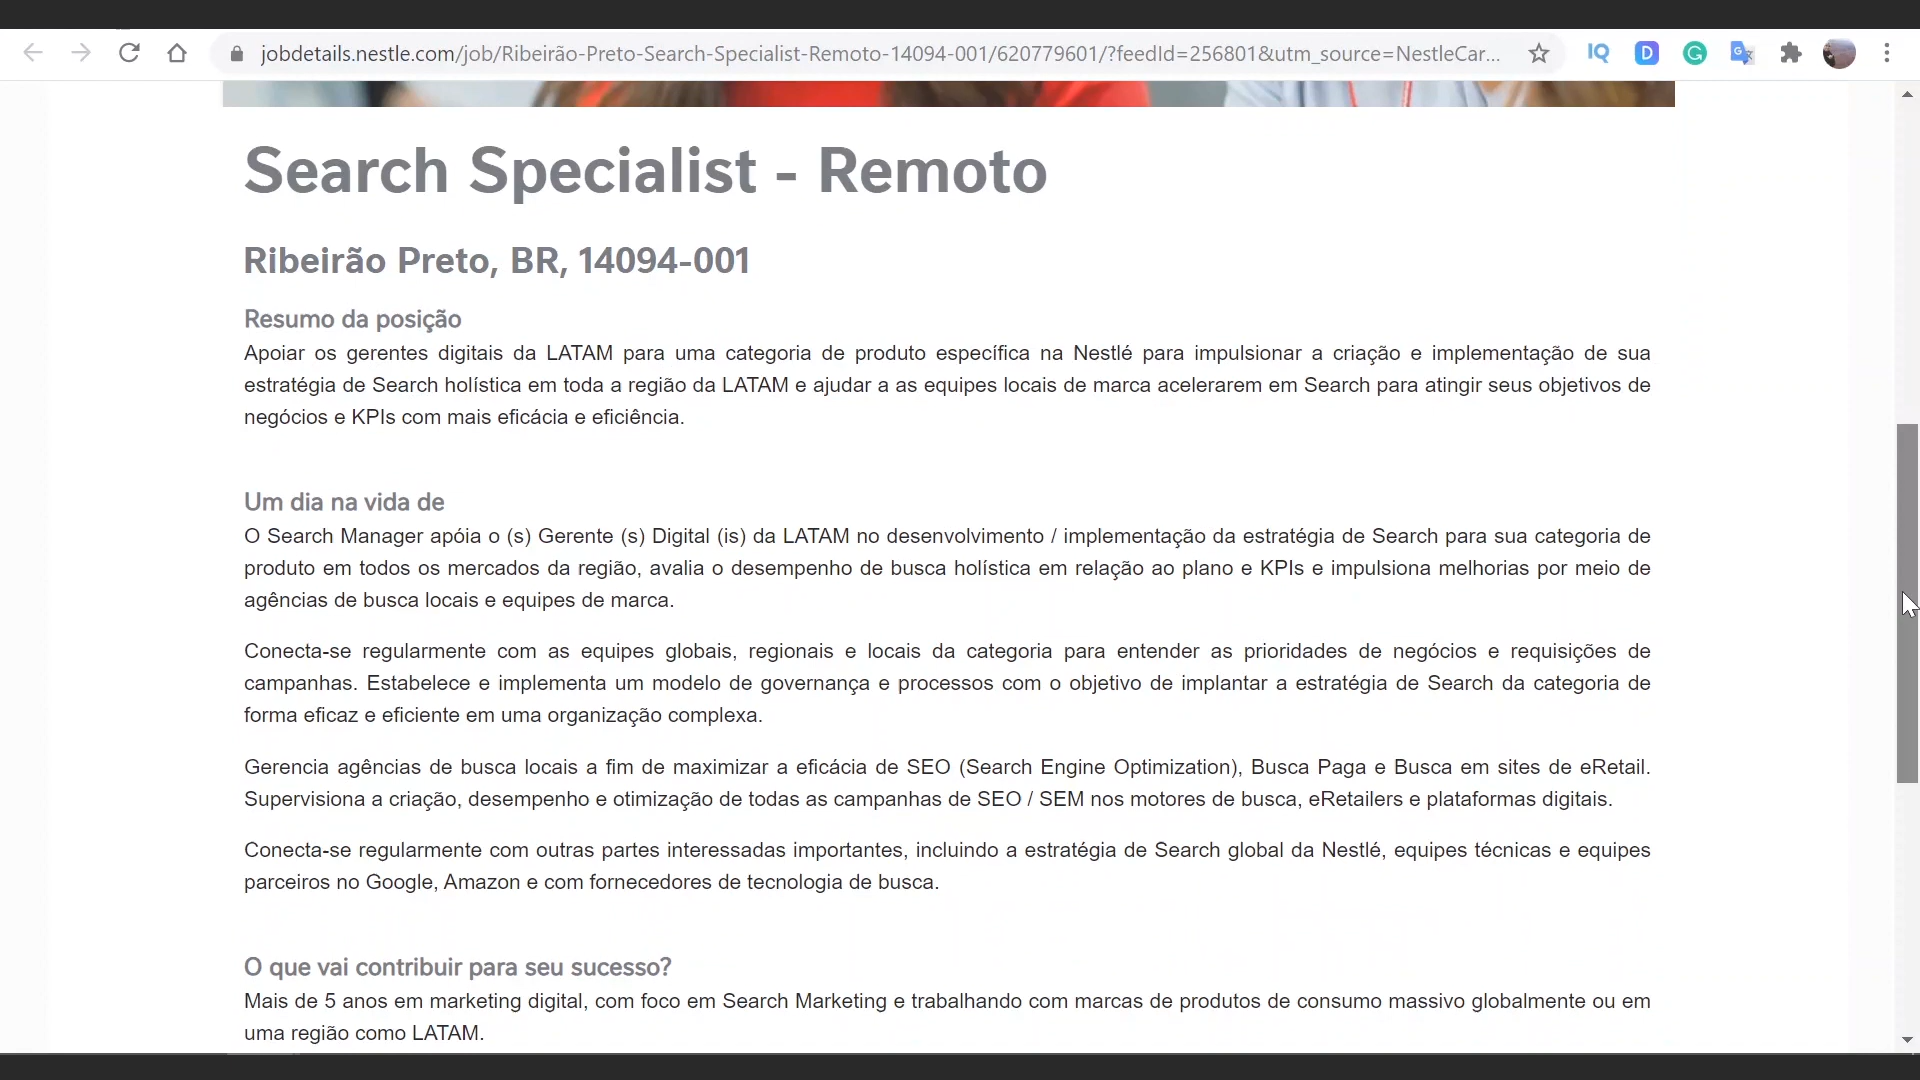 jobdetails.nestle.com/job/Ribeirão-Preto-Search-Specialist-Remoto-14094-001/620779601/?feedId=256801&utm_source=NestleCar...
IQ
D
G
Search Specialist - Remoto
Ribeirão Preto, BR, 14094-001
Resumo da posição
Apoiar os gerentes digitais da LATAM para uma categoria de produto específica na Nestlé para impulsionar a criação e implementação de sua
estratégia de Search holística em toda a região da LATAM e ajudar a as equipes locais de marca acelerarem em Search para atingir seus objetivos de
negócios e KPIs com mais eficácia e eficiência.
Um dia na vida de
O Search Manager apóia o (s) Gerente (s) Digital (is) da LATAM no desenvolvimento / implementação da estratégia de Search para sua categoria de
produto em todos os mercados da região, avalia o desempenho de busca holística em relação ao plano e KPIs e impulsiona melhorias por meio de
agências de busca locais e equipes de marca.
Conecta-se regularmente com as equipes globais, regionais e locais da categoria para entender as prioridades de negócios e requisições de
campanhas. Estabelece e implementa um modelo de governança e processos com o objetivo de implantar a estratégia de Search da categoria de
forma eficaz e eficiente em uma organização complexa.
Gerencia agências de busca locais a fim de maximizar a eficácia de SEO (Search Engine Optimization), Busca Paga e Busca em sites de eRetail.
Supervisiona a criação, desempenho e otimização de todas as campanhas de SEO / SEM nos motores de busca, eRetailers e plataformas digitais.
Conecta-se regularmente com outras partes interessadas importantes, incluindo a estratégia de Search global da Nestlé, equipes técnicas e equipes
parceiros no Google, Amazon e com fornecedores de tecnologia de busca.
O que vai contribuir para seu sucesso?
Mais de 5 anos em marketing digital, com foco em Search Marketing e trabalhando com marcas de produtos de consumo massivo globalmente ou em
uma região como LATAM.